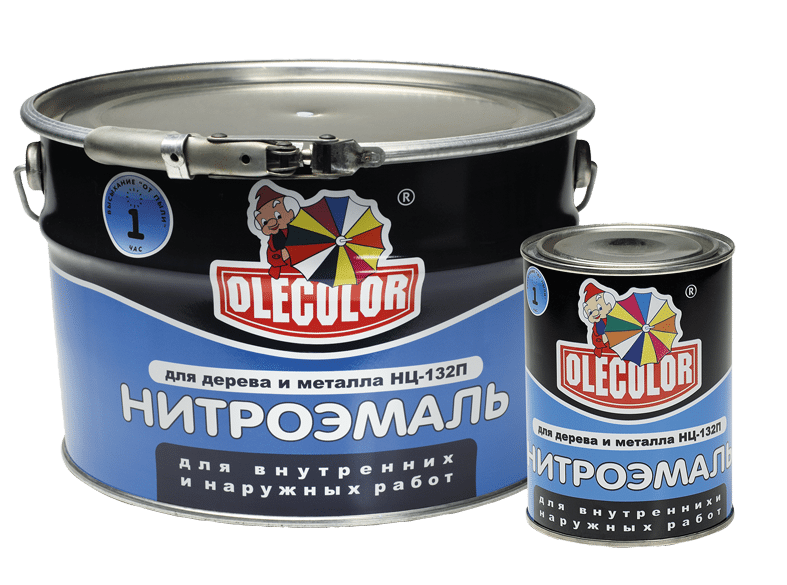 ВЫСЫХАНИЕ "ОТ ПЫЛИ"
1
ЧАС
®
OLECOLOR
для дерева и металла НЦ-132П
НИТРОЭМАЛЬ
для внутренних
и наружных работ
1
®
OLECOLOR
для дерева и металла НЦ-132П
НИТРОЭМАЛЬ
для внутренних и
наружных работ